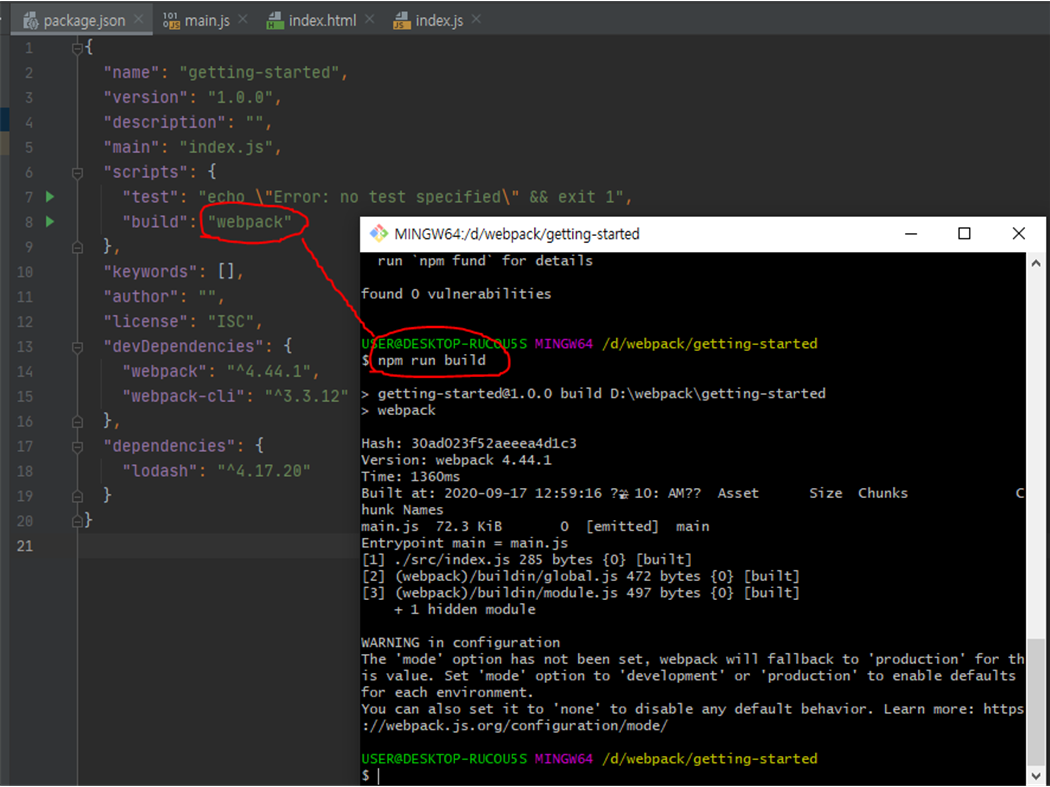 package.json main.js index.html index.js
1 {
2 "name": "getting-started",
3 "version": "1.0.0",
4 "description": "",
5 "main": "index.js",
6 "scripts": {
7 "test": "echo \"Error: no test specified\" && exit 1",
8 "build": "webpack"
9 },
10 "keywords": [],
11 "author": "",
12 "license": "ISC",
13 "devDependencies": {
14 "webpack": "^4.44.1",
15 "webpack-cli": "^3.3.12"
16 },
17 "dependencies": {
18 "lodash": "^4.17.20"
19 }
20 }
21
MINGW64:/d/webpack/getting-started
run `npm fund` for details
found 0 vulnerabilities
USER@DESKTOP-RUCOU5S MINGW64 /d/webpack/getting-started
$ npm run build
> getting-started@1.0.0 build D:\webpack\getting-started
> webpack
Hash: 30ad023f52aeeea4d1c3
Version: webpack 4.44.1
Time: 1360ms
Built at: 2020-09-17 12:59:16 10: AM?? Asset Size Chunks C
hunk Names
main.js 72.3 KiB 0 [emitted] main
Entrypoint main = main.js
[1] ./src/index.js 285 bytes {0} [built]
[2] (webpack)/buildin/global.js 472 bytes {0} [built]
[3] (webpack)/buildin/module.js 497 bytes {0} [built]
+ 1 hidden module
WARNING in configuration
The 'mode' option has not been set, webpack will fallback to 'production' for th
is value. Set 'mode' option to 'development' or 'production' to enable defaults
for each environment.
You can also set it to 'none' to disable any default behavior. Learn more: https
://webpack.js.org/configuration/mode/
USER@DESKTOP-RUCOU5S MINGW64 /d/webpack/getting-started
$